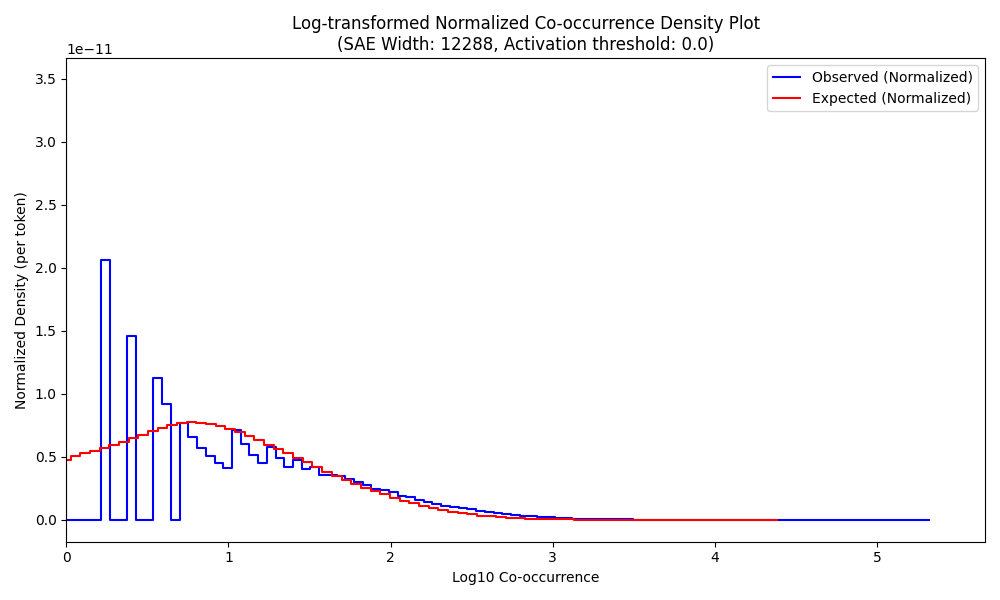 Log-transformed Normalized Co-occurrence Density Plot
(SAE Width: 12288, Activation threshold: 0.0)
1e−11
3.5
3.0
2.5
2.0
1.5
1.0
0.5
0.0
Normalized Density (per token)
Observed (Normalized)
Expected (Normalized)
0 1 2 3 4 5
Log10 Co-occurrence